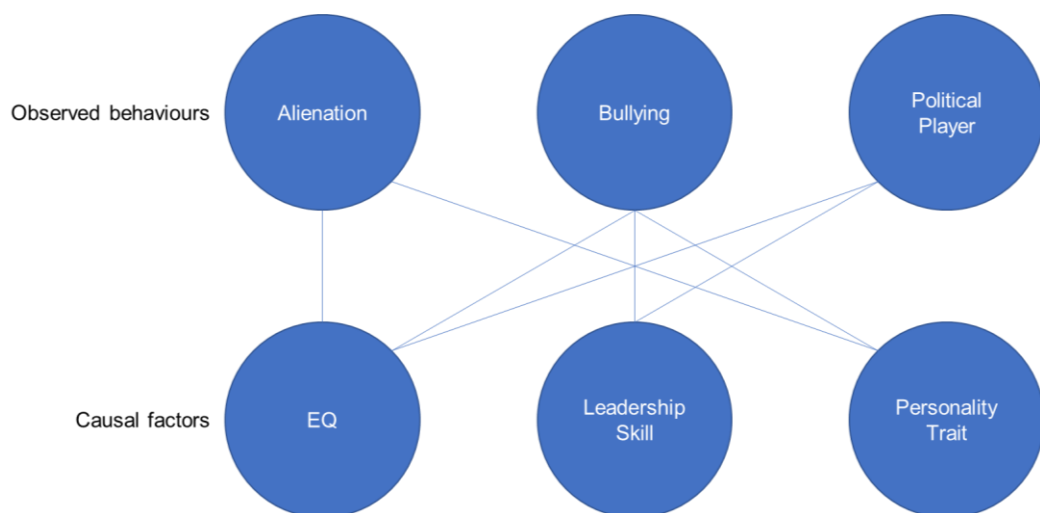 Observed behaviours
Alienation
Bullying
Political
Player
Causal factors
EQ
Leadership
Skill
Personality
Trait